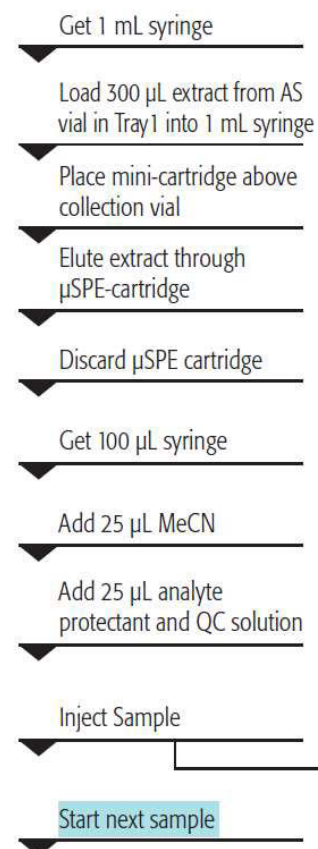 Get 1 mL syringe
Load 300 µL extract from AS
vial in Tray1 into 1 mL syringe
Place mini-cartridge above
collection vial
Elute extract through
µSPE-cartridge
Discard µSPE cartridge
Get 100 µL syringe
Add 25 µL MeCN
Add 25 µL analyte
protectant and QC solution
Inject Sample
Start next sample